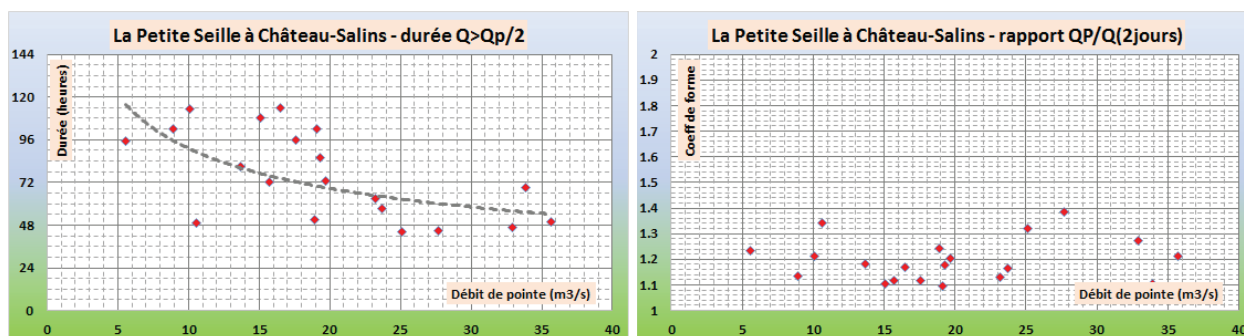 La Petite Seille à Château-Salins - durée Q>Qp/2
Durée (heures)
144
120
96
72
48
24
0
0 5 10 15 20 25 30 35 40
Débit de pointe (m3/s)
La Petite Seille à Château-Salins - rapport QP/Q(2jours)
Coeff de forme
2
1.9
1.8
1.7
1.6
1.5
1.4
1.3
1.2
1.1
1
0 5 10 15 20 25 30 35 40
Débit de pointe (m3/s)